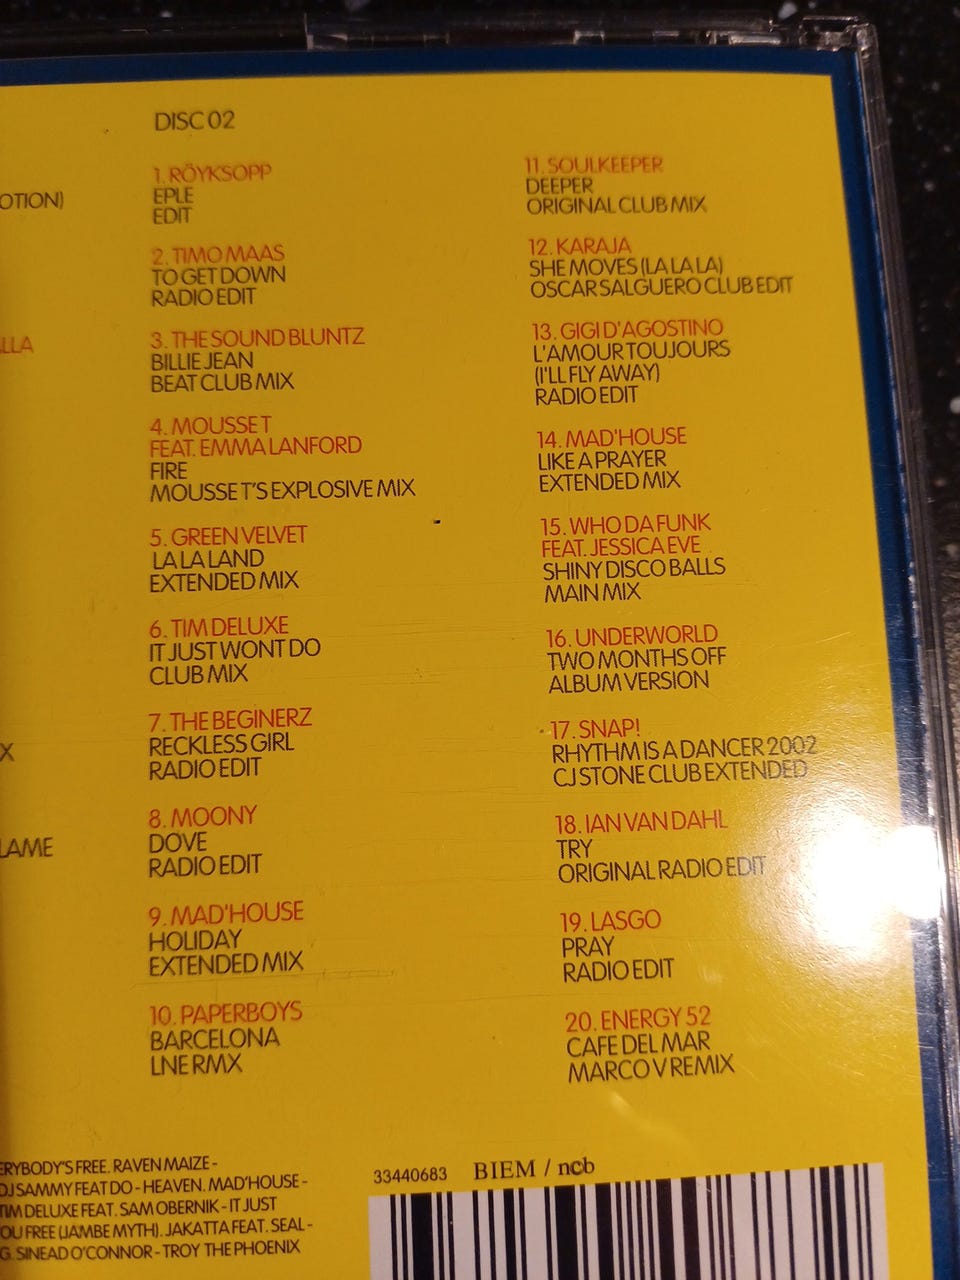 OTION)
ALLA
X
LAME
DISC 02
1. RÖYKSOPP
EPLE
EDIT
2. TIMO MAAS
TO GET DOWN
RADIO EDIT
3. THE SOUND BLUNTZ
BILLIE JEAN
BEAT CLUB MIX
4. MOUSSE T
FEAT. EMMA LANFORD
FIRE
MOUSSE T'S EXPLOSIVE MIX
5. GREEN VELVET
LA LA LAND
EXTENDED MIX
6. TIM DELUXE
IT JUST WONT DO
CLUB MIX
7. THE BEGINERZ
RECKLESS GIRL
RADIO EDIT
8. MOONY
DOVE
RADIO EDIT
9. MAD'HOUSE
HOLIDAY
EXTENDED MIX
10. PAPERBOYS
BARCELONA
LNE RMX
11. SOULKEEPER
DEEPER
ORIGINAL CLUB MIX
12. KARAJA
SHE MOVES (LA LA LA)
OSCAR SALGUERO CLUB EDIT
13. GIGI D'AGOSTINO
L'AMOUR TOUJOURS
(I'LL FLY AWAY)
RADIO EDIT
14. MAD'HOUSE
LIKE A PRAYER
EXTENDED MIX
15. WHO DA FUNK
FEAT. JESSICA EVE
SHINY DISCO BALLS
MAIN MIX
16. UNDERWORLD
TWO MONTHS OFF
ALBUM VERSION
17. SNAP!
RHYTHM IS A DANCER 2002
CJ STONE CLUB EXTENDED
18. IAN VAN DAHL
TRY
ORIGINAL RADIO EDIT
19. LASGO
PRAY
RADIO EDIT
20. ENERGY 52
CAFE DEL MAR
MARCO V REMIX
ERYBODY'S FREE. RAVEN MAIZE -
DJ SAMMY FEAT DO - HEAVEN. MAD'HOUSE -
TIM DELUXE FEAT. SAM OBERNIK - IT JUST
YOU FREE (JAMBE MYTH). JAKATTA FEAT. SEAL -
G. SINEAD O'CONNOR - TROY THE PHOENIX
33440683 BIEM / ncb